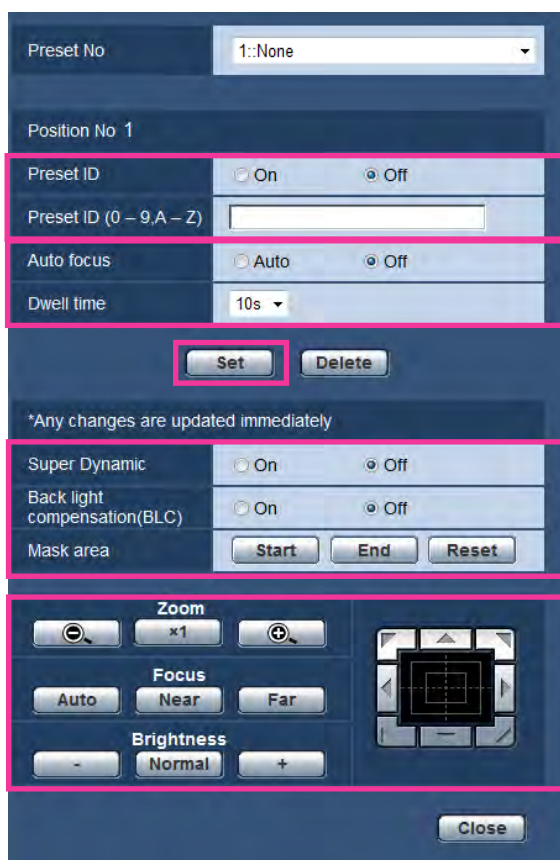 Preset No 1::None
Position No 1
Preset ID On Off
Preset ID (0 – 9,A – Z)
Auto focus Auto Off
Dwell time 10s
Set Delete
*Any changes are updated immediately
Super Dynamic On Off
Back light
compensation(BLC) On Off
Mask area Start End Reset
Zoom
×1
Focus
Auto Near Far
Brightness
- Normal +
Close